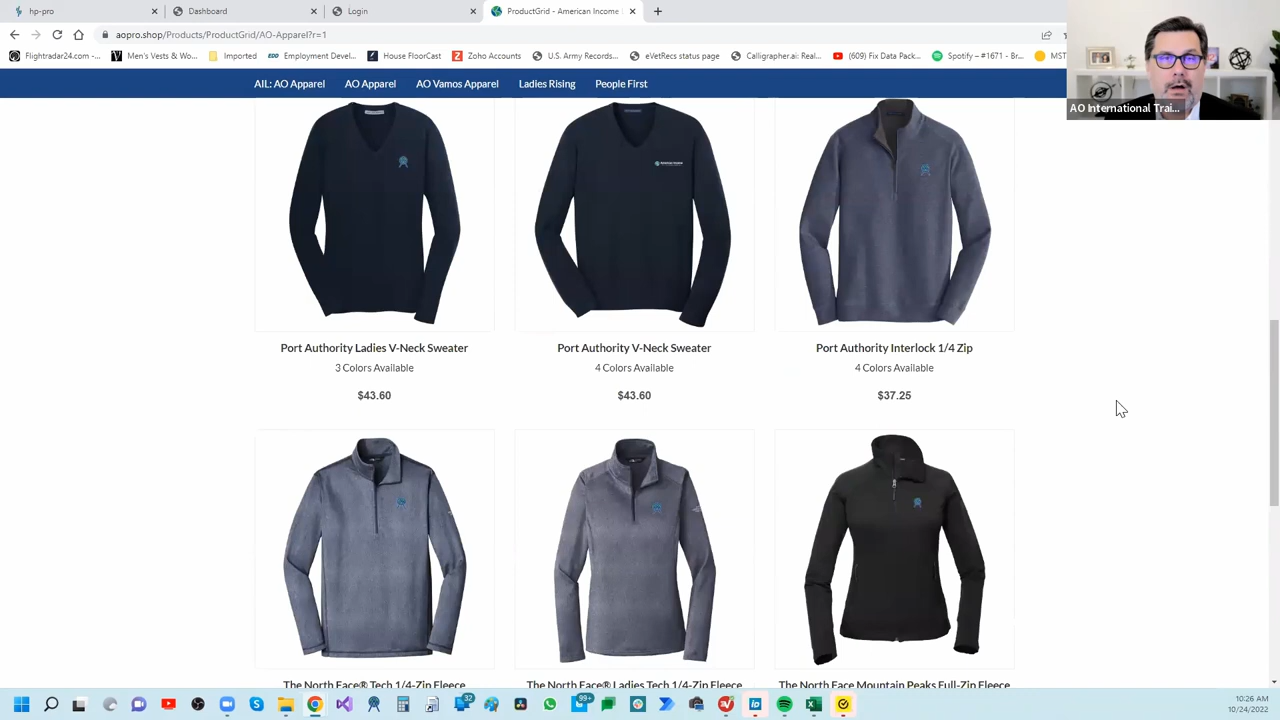 hp-pro
Dashboard
Login
ProductGrid - American Income
aopro.shop/Products/ProductGrid/AO-Apparel?r=1
Flightradar24.com -...
Men's Vests & Wo...
Imported
EDD
Employment Devel...
House FloorCast
Zoho Accounts
U.S. Army Records...
eVetRecs status page
Calligrapher.ai: Real...
(609) Fix Data Pack...
Spotify – #1671 - Br...
MST
AIL: AO Apparel
AO Apparel
AO Vamos Apparel
Ladies Rising
People First
AO International Trai...
Port Authority Ladies V-Neck Sweater
3 Colors Available
$43.60
Port Authority V-Neck Sweater
4 Colors Available
$43.60
Port Authority Interlock 1/4 Zip
4 Colors Available
$37.25
The North Face® Tech 1/4-Zip Fleece
The North Face® Ladies Tech 1/4-Zip Fleece
The North Face Mountain Peaks Full-Zip Fleece
32
99+
10:26 AM
10/24/2022